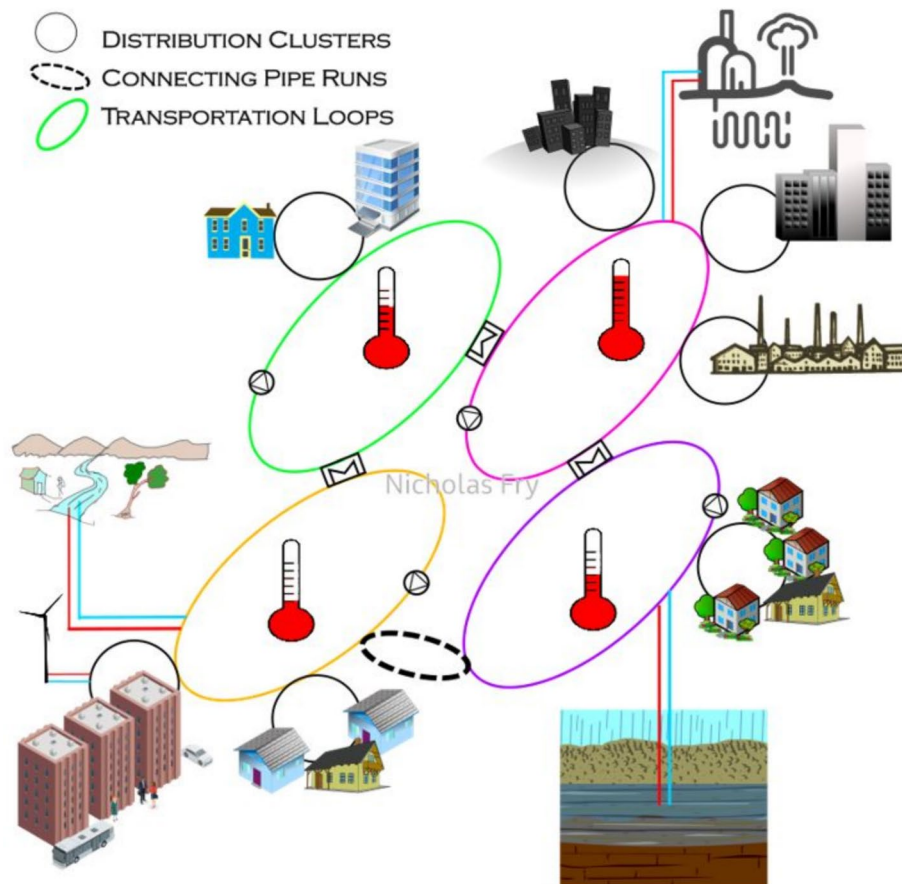 DISTRIBUTION CLUSTERS
CONNECTING PIPE RUNS
TRANSPORTATION LOOPS
Nicholas Fry